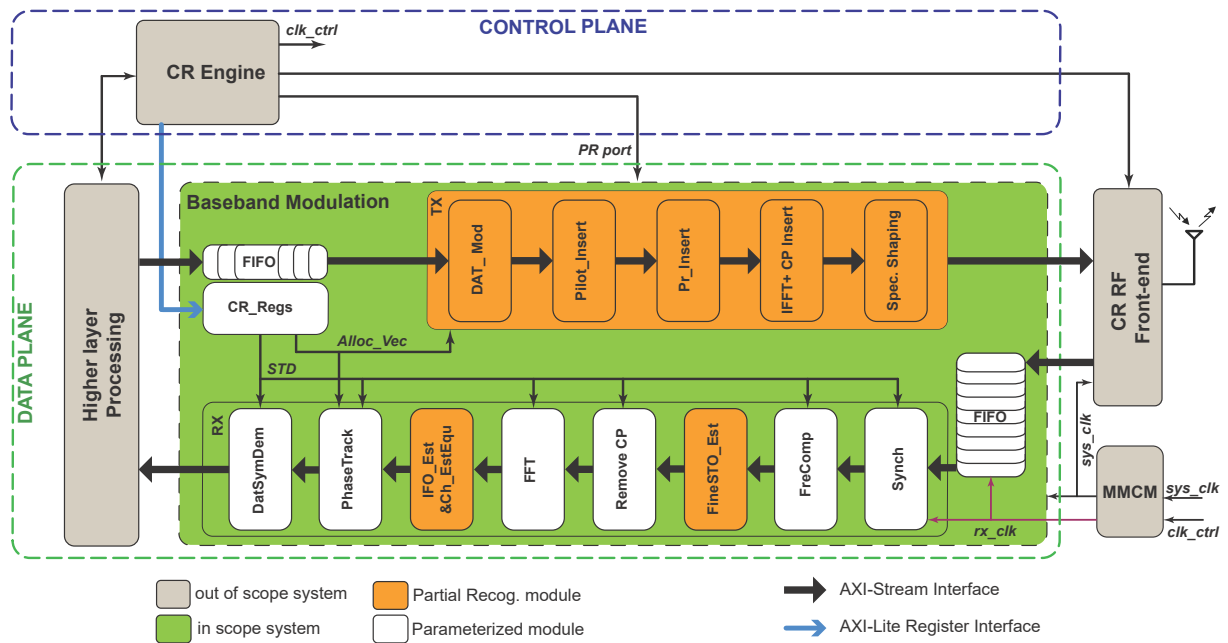 CONTROL PLANE
clk_ctrl
CR Engine
PR port
DATA PLANE
Higher layer
Processing
Baseband Modulation
TX
DAT_ Mod
Pilot_Insert
Pr_Insert
IFFT+ CP Insert
Spec. Shaping
FIFO
CR_Regs
Alloc_Vec
STD
CR RF
Front-end
FIFO
sys_clk
RX
DatSymDem
PhaseTrack
IFO_Est
&Ch_EstEqu
FFT
Remove CP
FineSTO_Est
FreComp
Synch
rx_clk
MMCM
sys_clk
clk_ctrl
out of scope system
Partial Recog. module
AXI-Stream Interface
in scope system
Parameterized module
AXI-Lite Register Interface